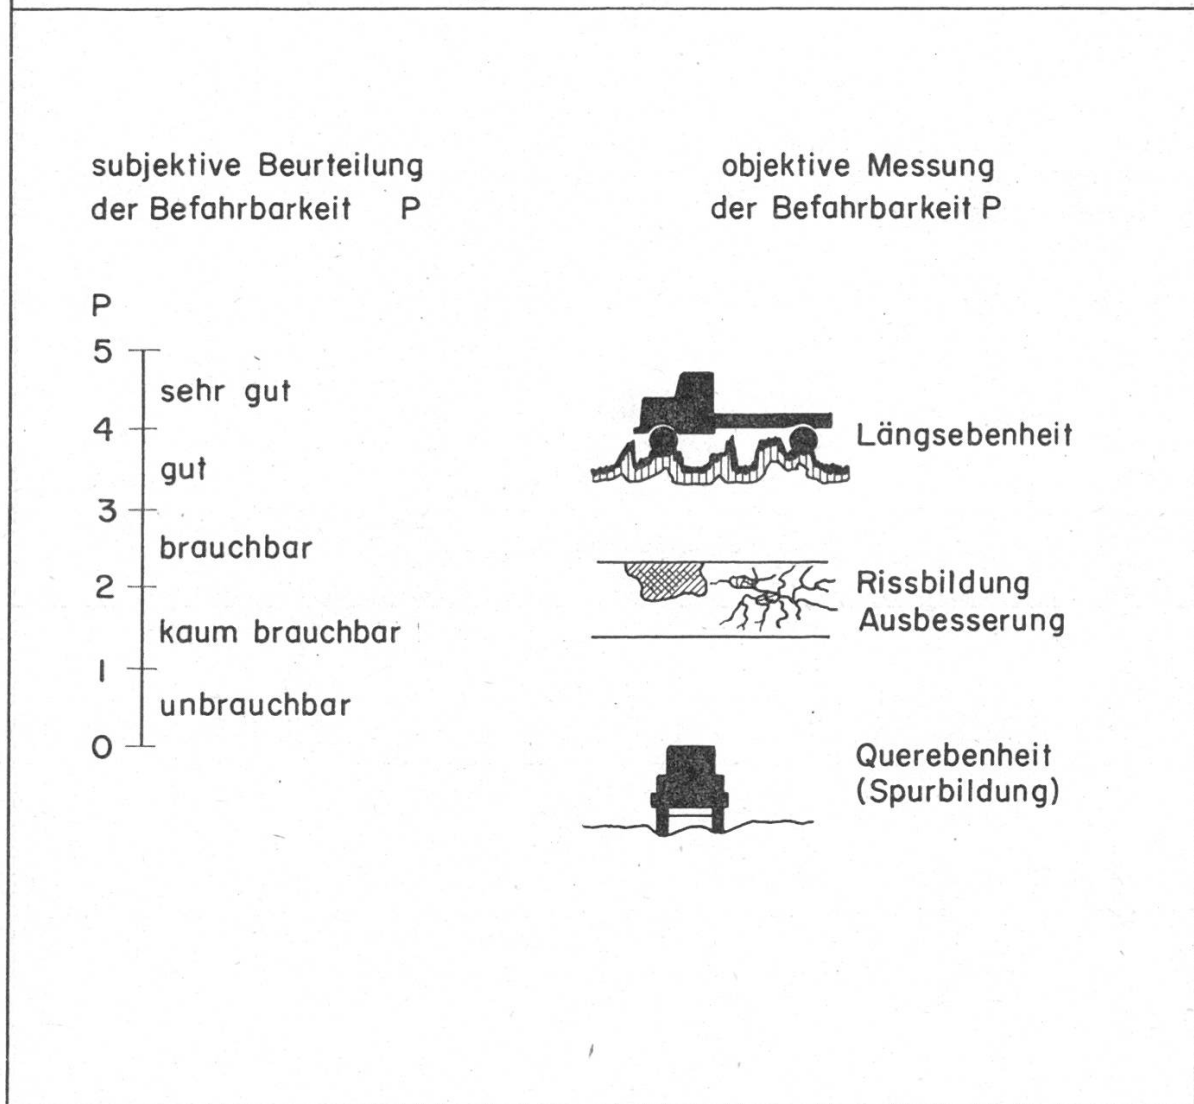 subjektive Beurteilung
der Befahrbarkeit P
objektive Messung
der Befahrbarkeit P
P
5
sehr gut
4
gut
3
brauchbar
2
kaum brauchbar
1
unbrauchbar
0
Längsebenheit
Rissbildung
Ausbesserung
Querebenheit
(Spurbildung)